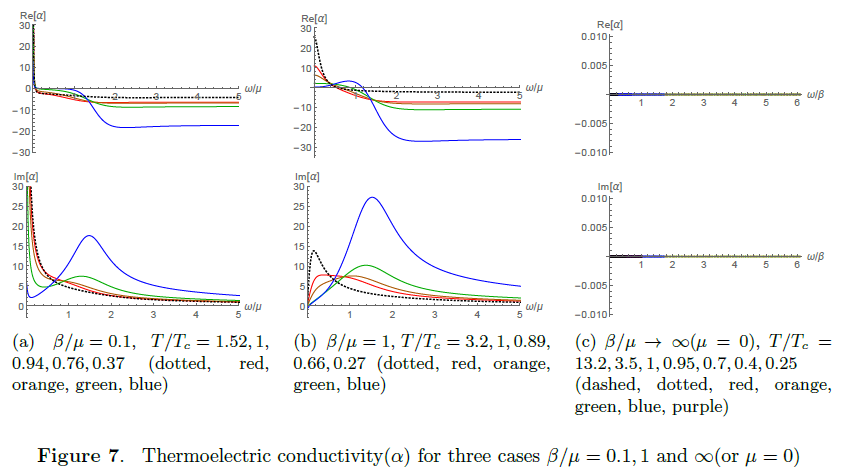 Re[α]
30
20
10
0
-10
-20
-30
2
3
4
5
ω/μ
Re[α]
30
20
10
-10
-20
-30
1
2
3
4
5
ω/μ
Re[α]
0.010
0.005
-0.005
-0.010
1
2
3
4
5
6
ω/β
Im[α]
30
25
20
15
10
5
0
1
2
3
4
5
ω/μ
Im[α]
30
25
20
15
10
5
0
1
2
3
4
5
ω/μ
Im[α]
0.010
0.005
-0.005
-0.010
1
2
3
4
5
6
ω/β
(a) β/μ = 0.1, T/Tc = 1.52, 1,
0.94, 0.76, 0.37 (dotted, red,
orange, green, blue)
(b) β/μ = 1, T/Tc = 3.2, 1, 0.89,
0.66, 0.27 (dotted, red, orange,
green, blue)
(c) β/μ → ∞(μ = 0), T/Tc =
13.2, 3.5, 1, 0.95, 0.7, 0.4, 0.25
(dashed, dotted, red, orange,
green, blue, purple)
Figure 7. Thermoelectric conductivity(α) for three cases β/μ = 0.1, 1 and ∞(or μ = 0)